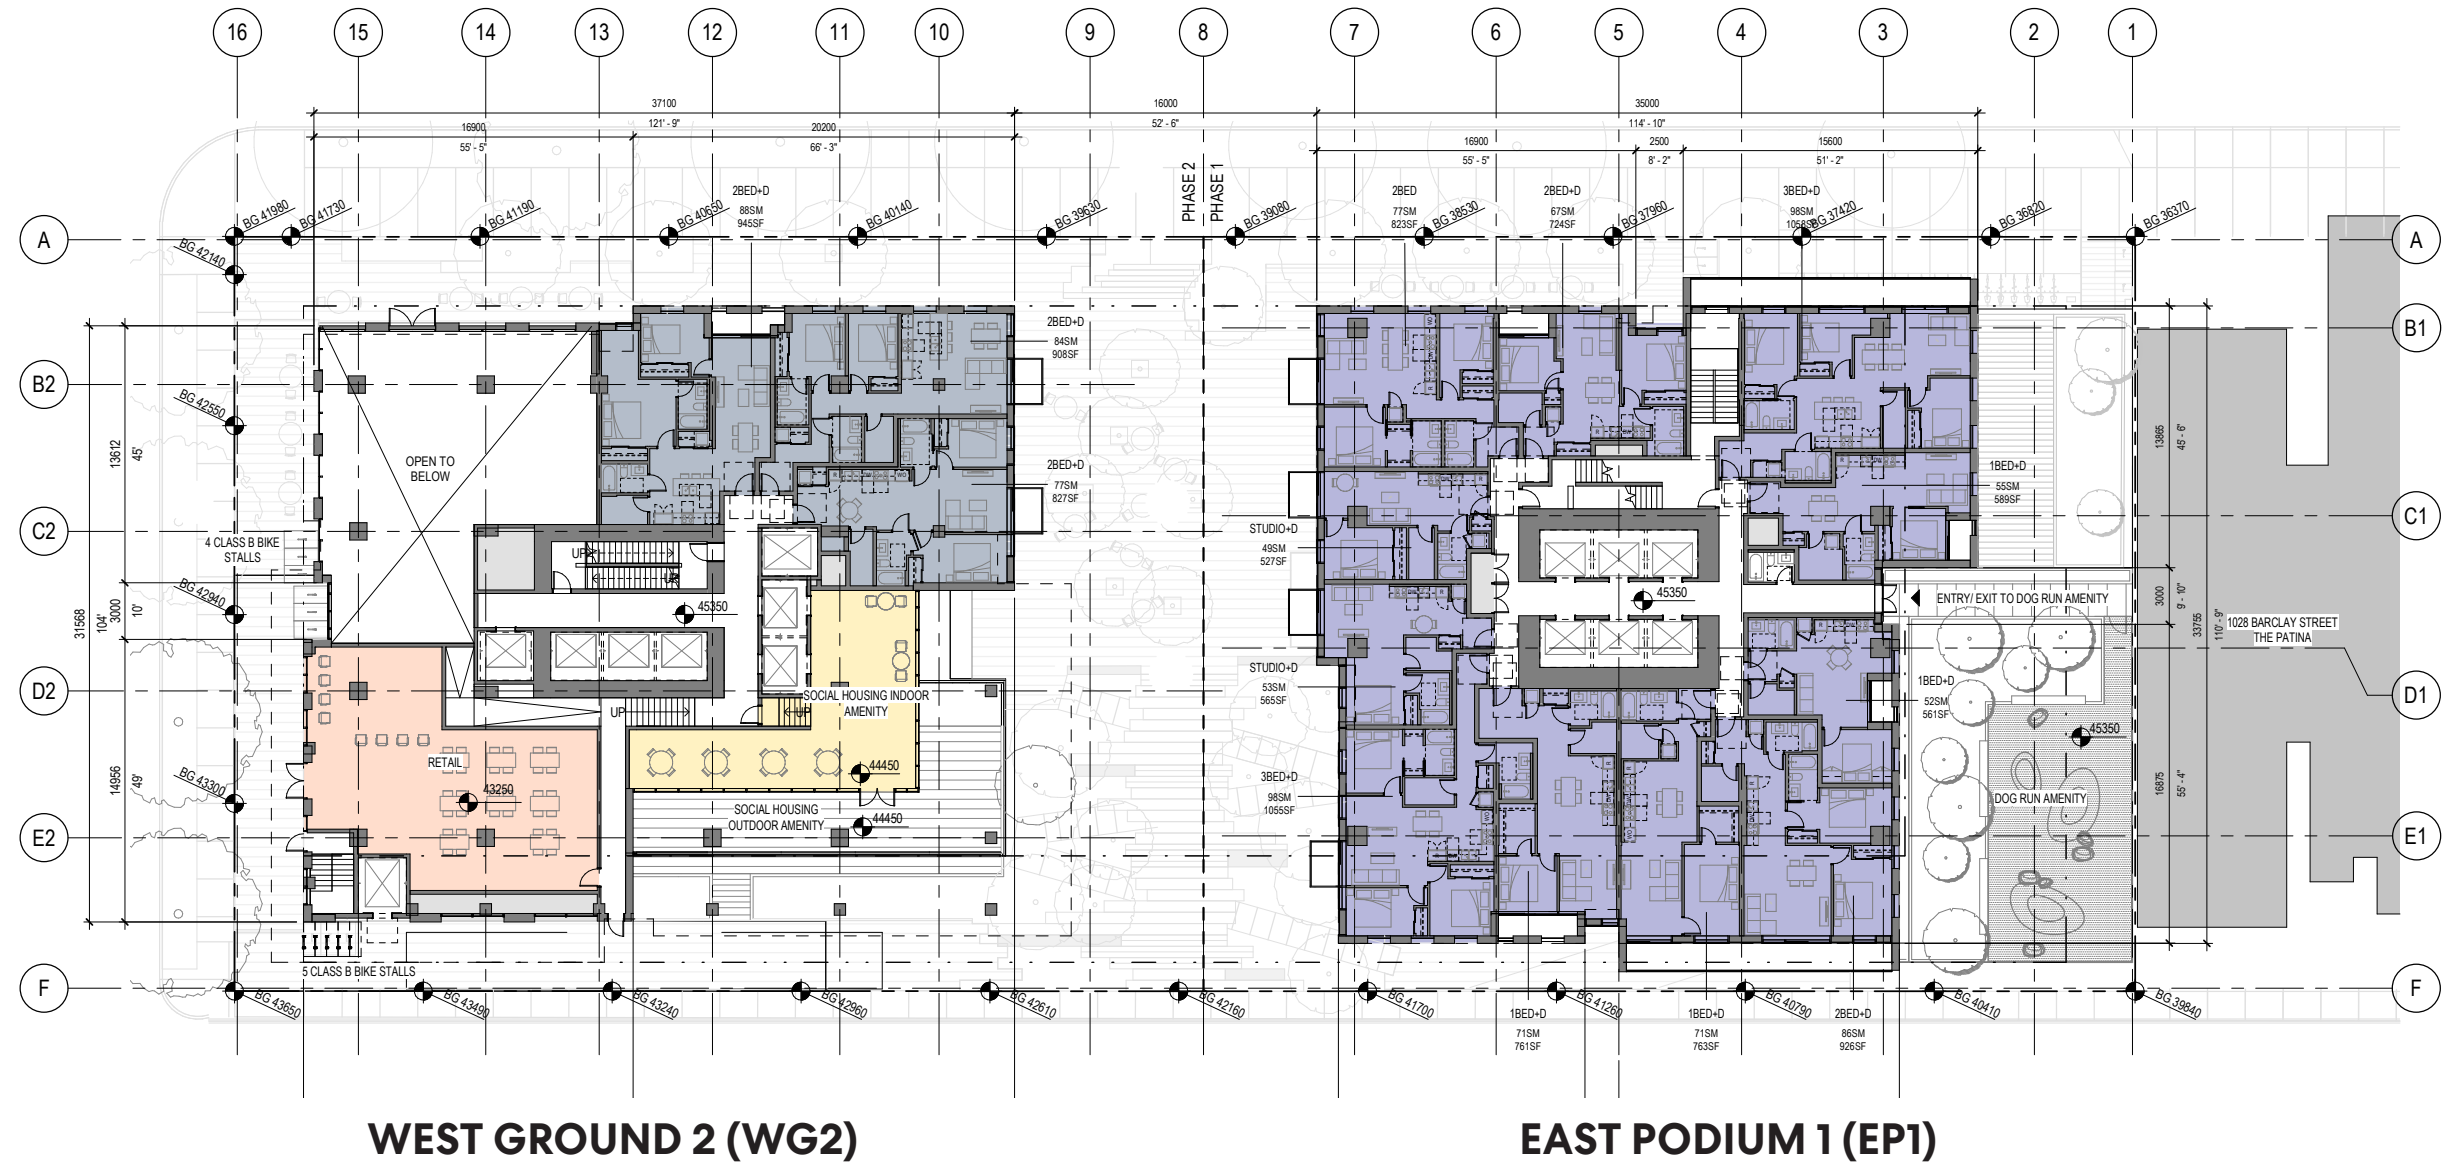 16 15 14 13 12 11 10 9 8 7 6 5 4 3 2 1
37100
121' - 9"
16000
52' - 6"
35000
114' - 10"
16900
55' - 5"
20200
66' - 3"
16900
55' - 5"
2500
8' - 2"
15600
51' - 2"
PHASE 2
PHASE 1
2BED+D
88SM
945SF
2BED
77SM
823SF
2BED+D
67SM
724SF
3BED+D
98SM
1058SF
A
BG 41980
BG 41730
BG 41190
BG 40650
BG 40140
BG 39630
BG 39080
BG 38530
BG 37960
BG 37420
BG 36820
BG 36370
A
BG 42140
B1
B2
BG 42550
2BED+D
84SM
908SF
13612
45'
OPEN TO
BELOW
2BED+D
77SM
827SF
13865
45' - 6"
1BED+D
55SM
589SF
C2
4 CLASS B BIKE
STALLS
UP
UP
STUDIO+D
49SM
527SF
C1
BG 42940
31568
104'
3000
10'
45350
45350
ENTRY/ EXIT TO DOG RUN AMENITY
3000
9' - 10"
33755
110' - 9"
1028 BARCLAY STREET
THE PATINA
D2
UP
UP
SOCIAL HOUSING INDOOR
AMENITY
STUDIO+D
53SM
565SF
1BED+D
52SM
561SF
D1
45350
BG 43300
14956
49'
RETAIL
43250
44450
SOCIAL HOUSING
OUTDOOR AMENITY
44450
3BED+D
98SM
1055SF
DOG RUN AMENITY
16875
55' - 4"
E2
E1
5 CLASS B BIKE STALLS
F
BG 43650
BG 43490
BG 43240
BG 42960
BG 42610
BG 42160
BG 41700
BG 41260
BG 40790
BG 40410
BG 39840
F
1BED+D
71SM
761SF
1BED+D
71SM
763SF
2BED+D
86SM
926SF
WEST GROUND 2 (WG2)
EAST PODIUM 1 (EP1)